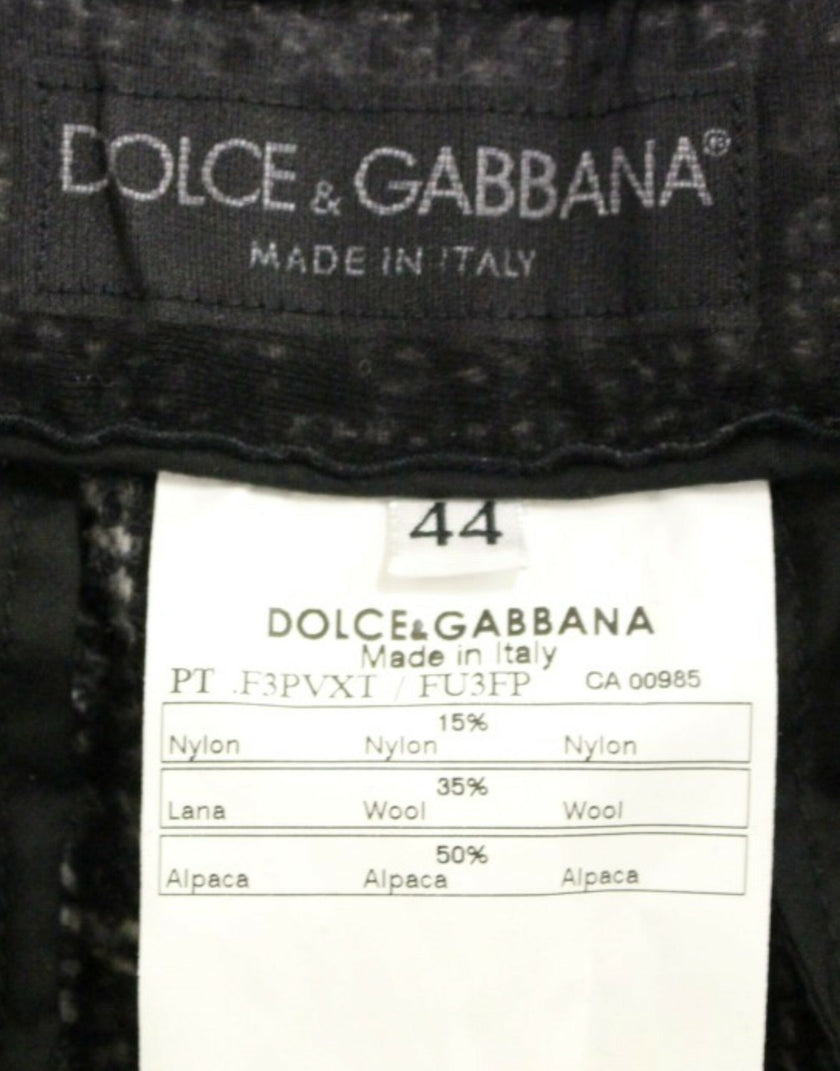 DOLCE & GABBANA®
MADE IN ITALY
44
DOLCE&GABBANA
Made in Italy
PT .F3PVXT / FU3FP CA 00985
15%
Nylon Nylon Nylon
35%
Lana Wool Wool
50%
Alpaca Alpaca Alpaca